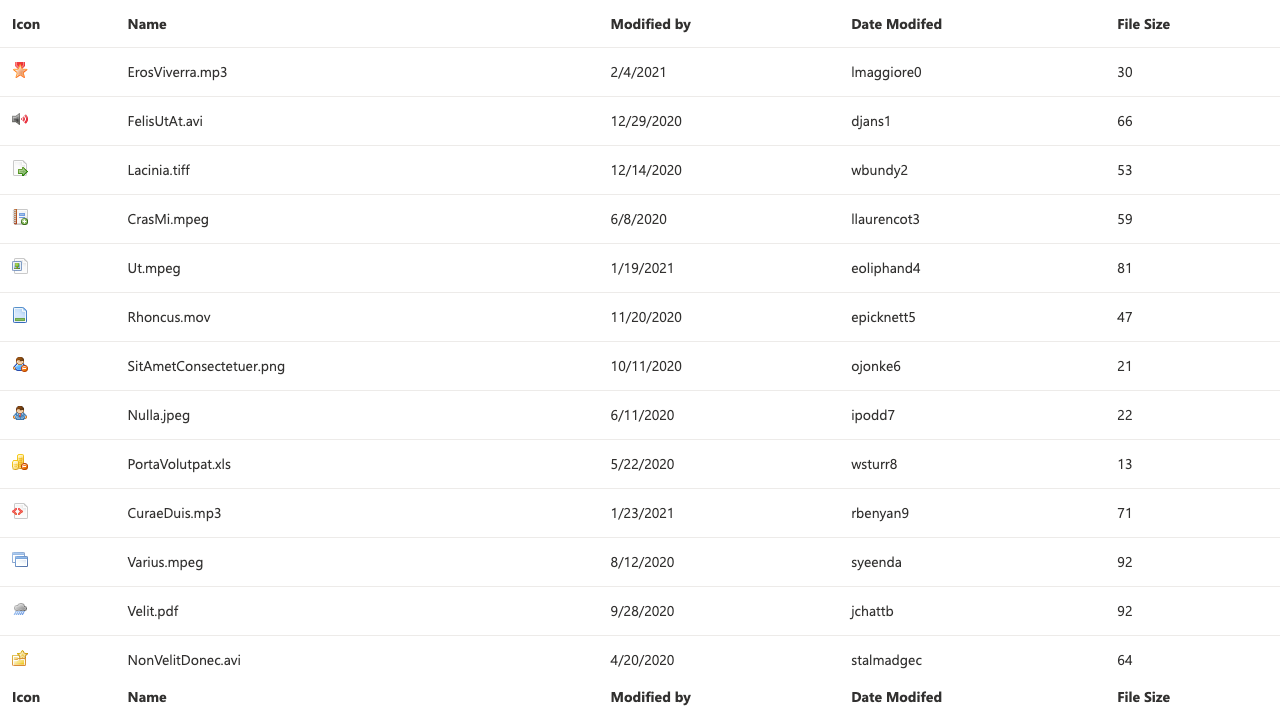 Icon Name Modified by Date Modifed File Size
ErosViverra.mp3 2/4/2021 lmaggiore0 30
FelisUtAt.avi 12/29/2020 djans1 66
Lacinia.tiff 12/14/2020 wbundy2 53
CrasMi.mpeg 6/8/2020 llaurencot3 59
Ut.mpeg 1/19/2021 eoliphand4 81
Rhoncus.mov 11/20/2020 epicknett5 47
SitAmetConsectetuer.png 10/11/2020 ojonke6 21
Nulla.jpeg 6/11/2020 ipodd7 22
PortaVolutpat.xls 5/22/2020 wsturr8 13
CuraeDuis.mp3 1/23/2021 rbenyan9 71
Varius.mpeg 8/12/2020 syeenda 92
Velit.pdf 9/28/2020 jchattb 92
NonVelitDonec.avi 4/20/2020 stalmadgec 64
Icon Name Modified by Date Modifed File Size